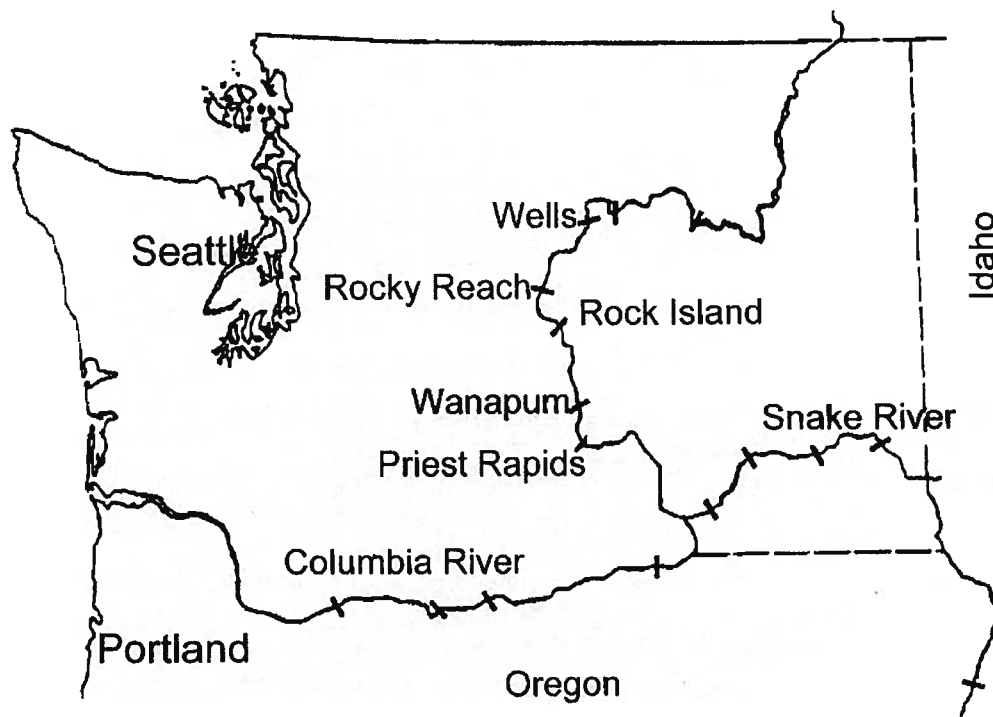 Wells
Seattle
Idaho
Rocky Reach
Rock Island
Wanapum
Snake River
Priest Rapids
Columbia River
Portland
Oregon